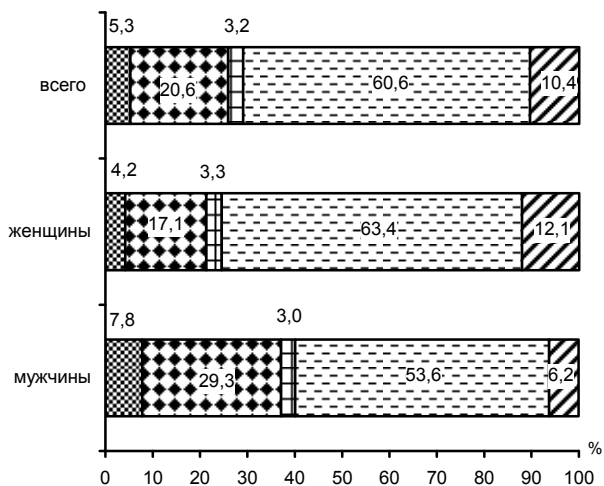 5,3 3,2
всего 20,6 60,6 10,4
4,2 3,3
женщины 17,1 63,4 12,1
7,8 3,0
мужчины 29,3 53,6 6,2
%
0 10 20 30 40 50 60 70 80 90 100